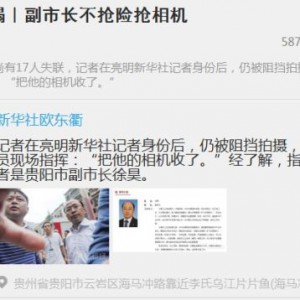 ｜副市长不抢险抢相机
587
有17人失联，记者在亮明新华社记者身份后，仍被阻挡拍摄，
“把他的相机收了。”
新华社欧东衢
记者在亮明新华社记者身份后，仍被阻挡拍摄，
员现场指挥：“把他的相机收了。”经了解，指
者是贵阳市副市长徐昊。
贵州省贵阳市云岩区海马冲路靠近李氏乌江片片鱼(海马